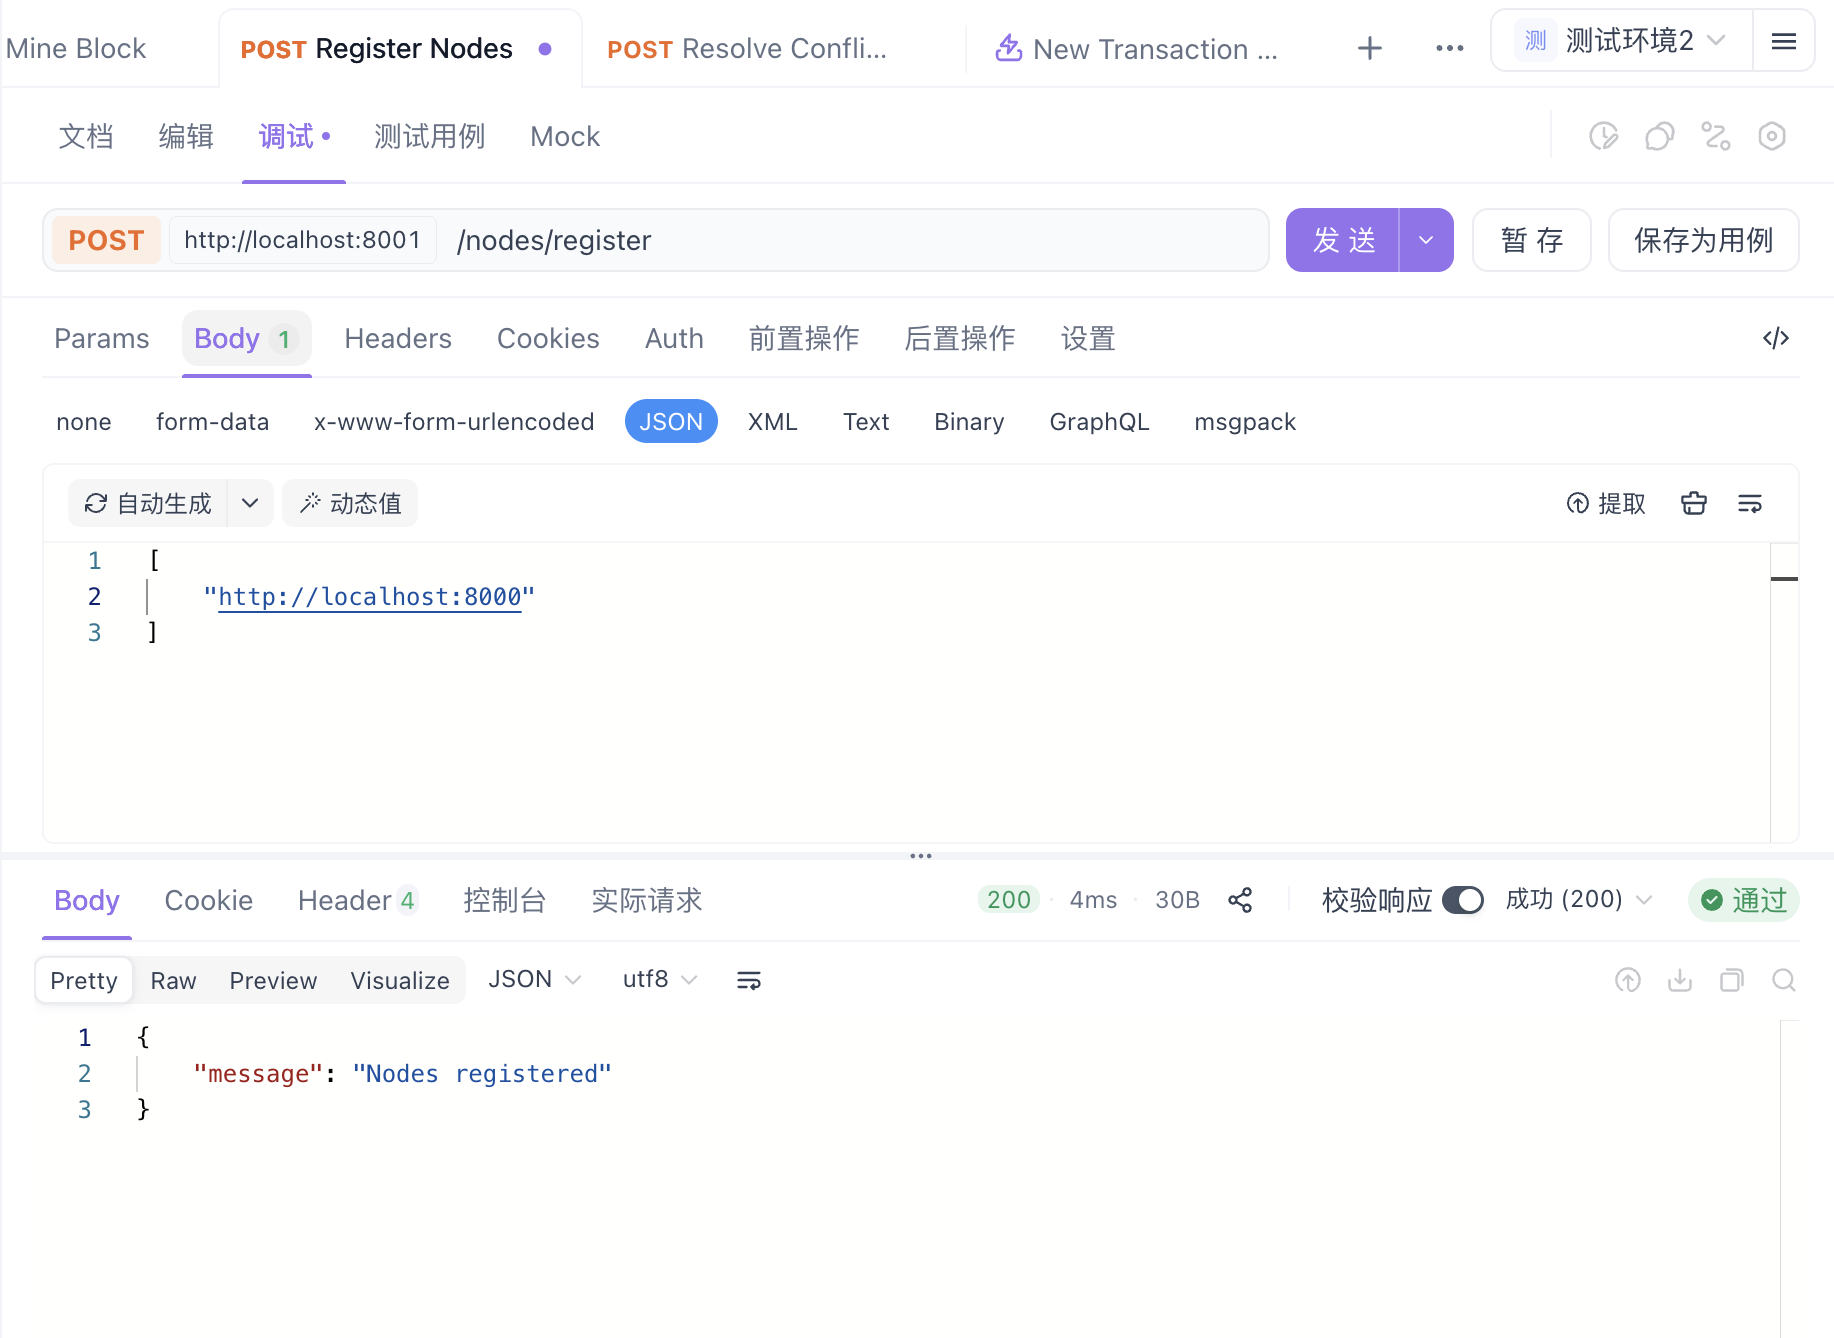 Mine Block
POST Register Nodes
POST Resolve Confli...
New Transaction ...
测 测试环境2
文档 编辑 调试 测试用例 Mock
POST http://localhost:8001 /nodes/register 发 送 暂 存 保存为用例
Params Body 1 Headers Cookies Auth 前置操作 后置操作 设置
none form-data x-www-form-urlencoded JSON XML Text Binary GraphQL msgpack
自动生成 动态值 提取
1 [
2 "http://localhost:8000"
3 ]
Body Cookie Header 4 控制台 实际请求 200 · 4ms · 30B 校验响应 成功 (200) 通过
Pretty Raw Preview Visualize JSON utf8
1 {
2 "message": "Nodes registered"
3 }